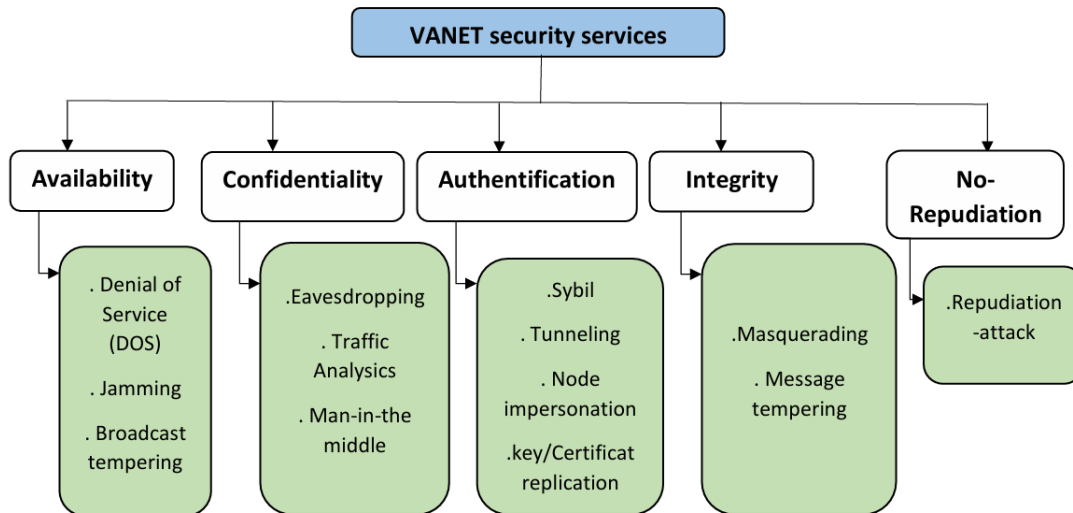 VANET security services
Availability
Confidentiality
Authentification
Integrity
No-
Repudiation
. Denial of
Service
(DOS)
. Jamming
. Broadcast
tempering
.Eavesdropping
. Traffic
Analysics
. Man-in-the
middle
.Sybil
. Tunneling
. Node
impersonation
.key/Certificat
replication
.Masquerading
. Message
tempering
.Repudiation
-attack